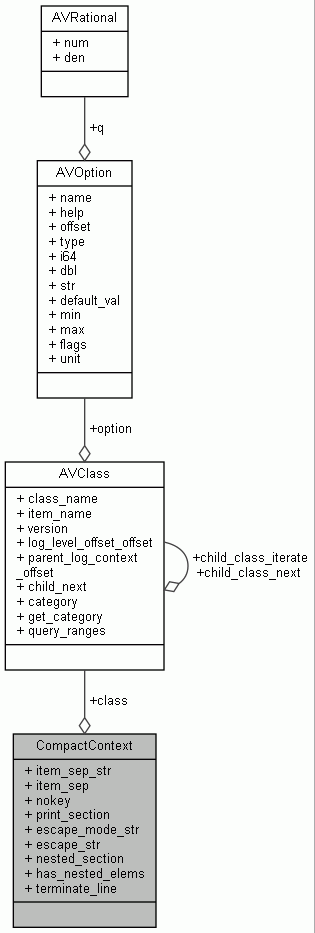 AVRational
+ num
+ den
+q
AVOption
+ name
+ help
+ offset
+ type
+ i64
+ dbl
+ str
+ default_val
+ min
+ max
+ flags
+ unit
+option
AVClass
+ class_name
+ item_name
+ version
+ log_level_offset_offset
+ parent_log_context
_offset
+ child_next
+ category
+ get_category
+ query_ranges
+child_class_iterate
+child_class_next
+class
CompactContext
+ item_sep_str
+ item_sep
+ nokey
+ print_section
+ escape_mode_str
+ escape_str
+ nested_section
+ has_nested_elems
+ terminate_line